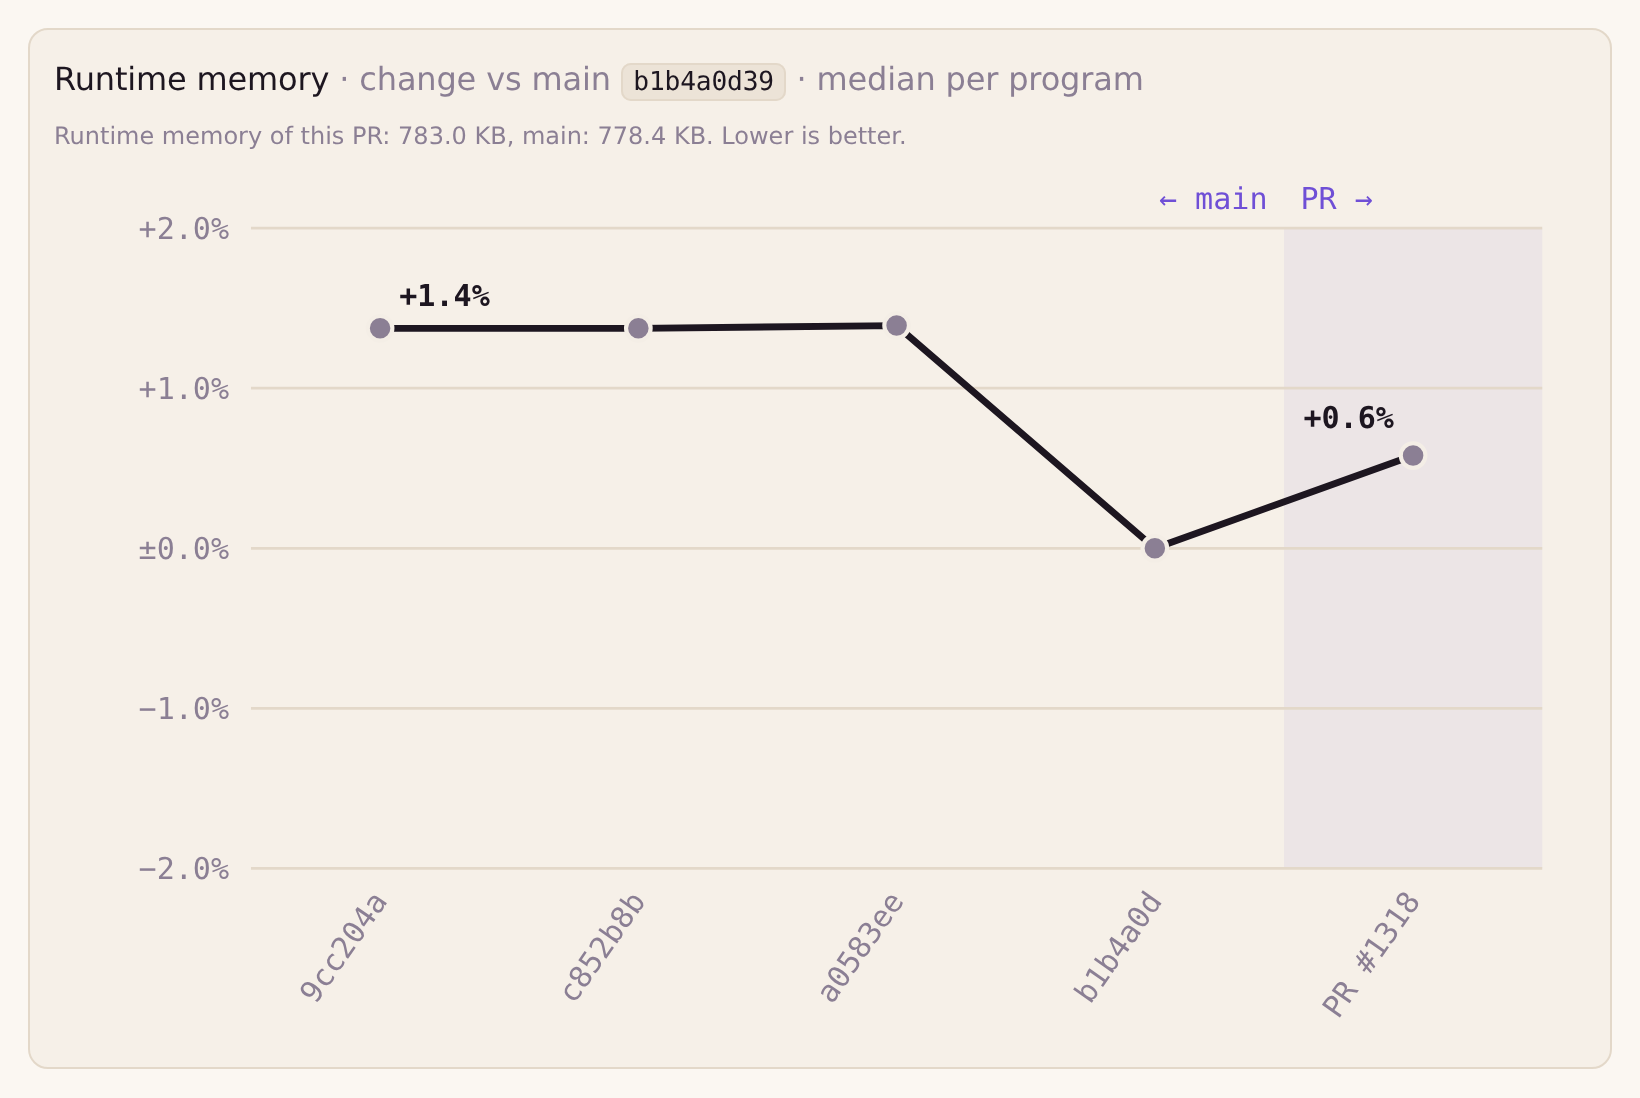 Runtime memory · change vs main b1b4a0d39 · median per program
Runtime memory of this PR: 783.0 KB, main: 778.4 KB. Lower is better.
← main PR →
+2.0%
+1.4%
+1.0%
+0.6%
±0.0%
−1.0%
−2.0%
9cc204a
c852b8b
a0583ee
b1b4a0d
PR #1318